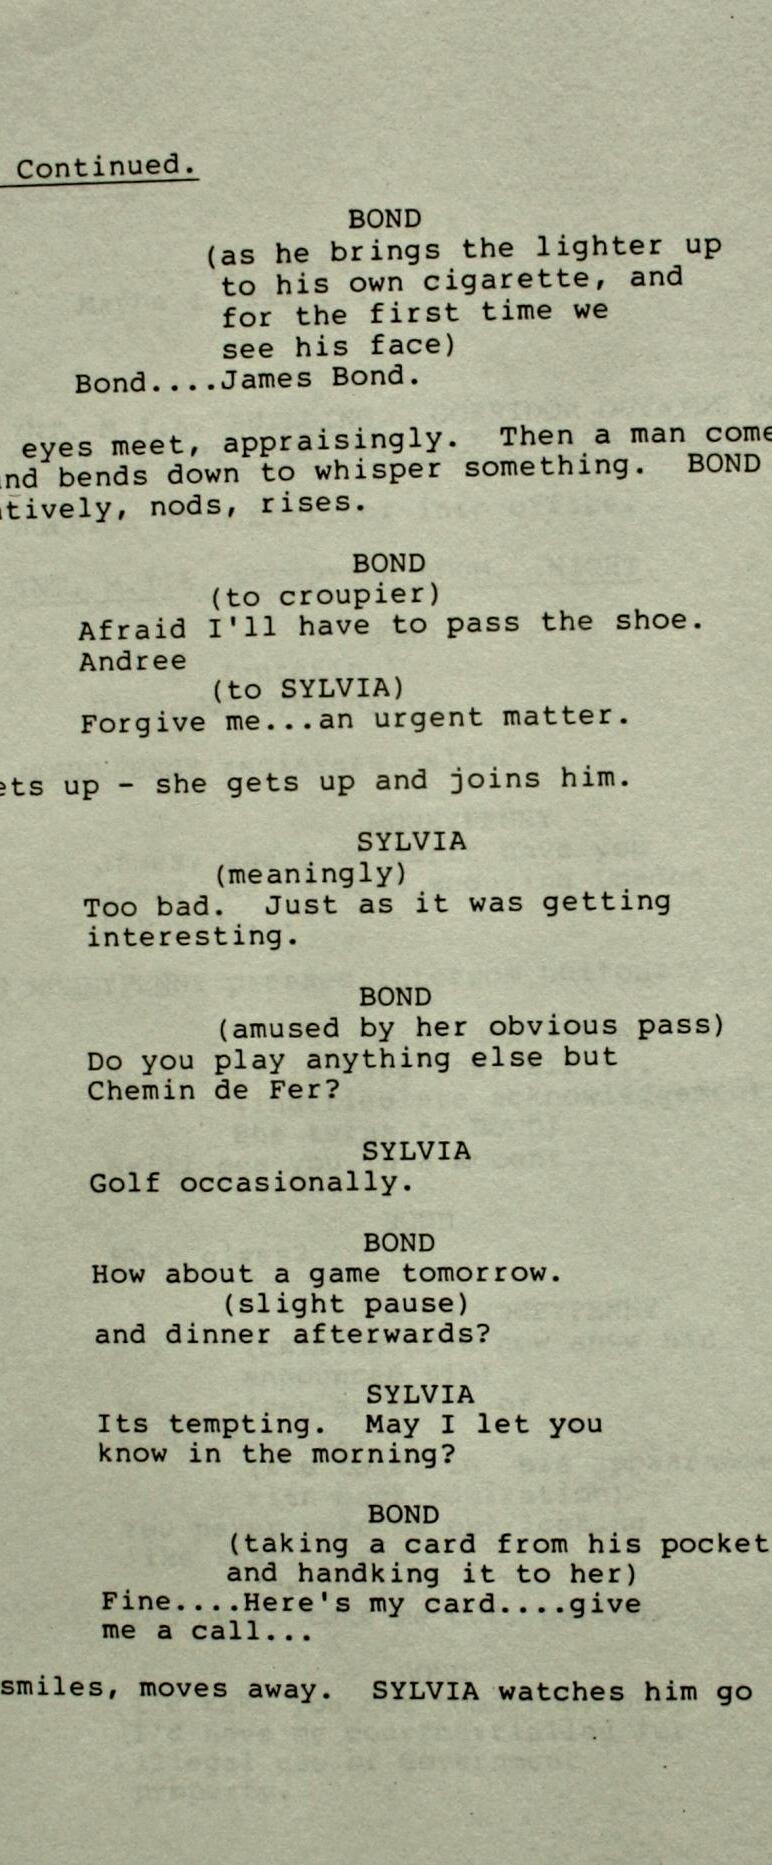 Continued.
BOND
(as he brings the lighter up
to his own cigarette, and
for the first time we
see his face)
Bond....James Bond.
eyes meet, appraisingly. Then a man come
nd bends down to whisper something. BOND
tively, nods, rises.
BOND
(to croupier)
Afraid I'll have to pass the shoe.
Andree
(to SYLVIA)
Forgive me...an urgent matter.
ets up - she gets up and joins him.
SYLVIA
(meaningly)
Too bad. Just as it was getting
interesting.
BOND
(amused by her obvious pass)
Do you play anything else but
Chemin de Fer?
SYLVIA
Golf occasionally.
BOND
How about a game tomorrow.
(slight pause)
and dinner afterwards?
SYLVIA
Its tempting. May I let you
know in the morning?
BOND
(taking a card from his pocket
and handking it to her)
Fine....Here's my card....give
me a call...
smiles, moves away. SYLVIA watches him go